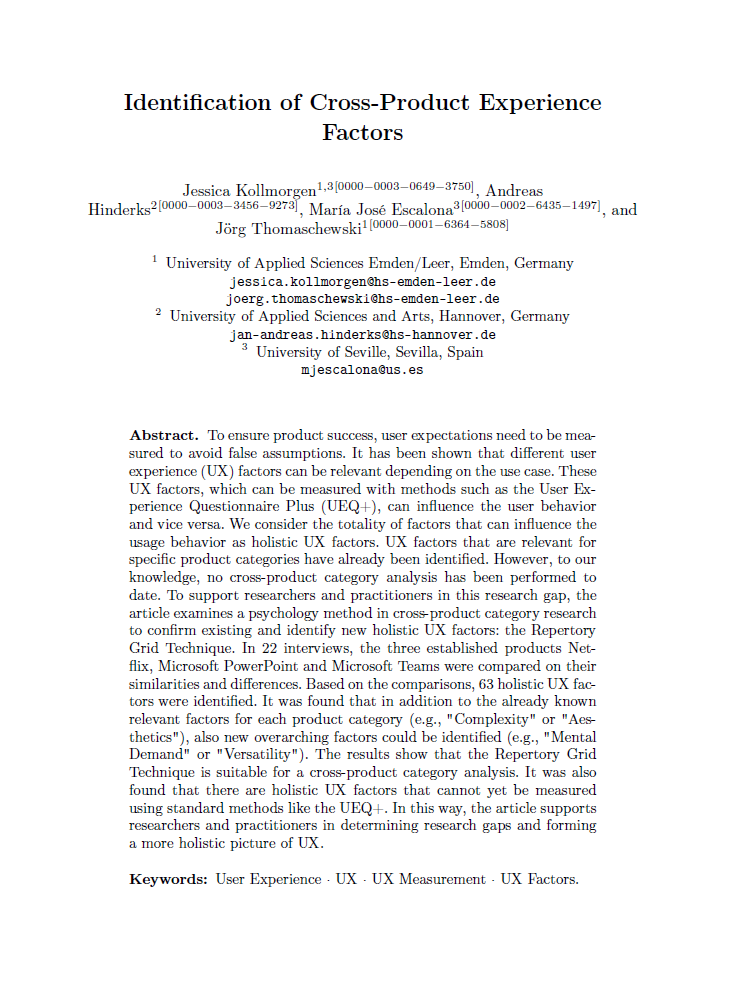 Identification of Cross-Product Experience
Factors
Jessica Kollmorgen1,3[0000−0003−0649−3750], Andreas
Hinderks2[0000−0003−3456−9273], María José Escalona3[0000−0002−6435−1497], and
Jörg Thomaschewski1[0000−0001−6364−5808]
1 University of Applied Sciences Emden/Leer, Emden, Germany
jessica.kollmorgen@hs-emden-leer.de
joerg.thomaschewski@hs-emden-leer.de
2 University of Applied Sciences and Arts, Hannover, Germany
jan-andreas.hinderks@hs-hannover.de
3 University of Seville, Sevilla, Spain
mjescalona@us.es
Abstract. To ensure product success, user expectations need to be mea-
sured to avoid false assumptions. It has been shown that different user
experience (UX) factors can be relevant depending on the use case. These
UX factors, which can be measured with methods such as the User Ex-
perience Questionnaire Plus (UEQ+), can influence the user behavior
and vice versa. We consider the totality of factors that can influence the
usage behavior as holistic UX factors. UX factors that are relevant for
specific product categories have already been identified. However, to our
knowledge, no cross-product category analysis has been performed to
date. To support researchers and practitioners in this research gap, the
article examines a psychology method in cross-product category research
to confirm existing and identify new holistic UX factors: the Repertory
Grid Technique. In 22 interviews, the three established products Net-
flix, Microsoft PowerPoint and Microsoft Teams were compared on their
similarities and differences. Based on the comparisons, 63 holistic UX fac-
tors were identified. It was found that in addition to the already known
relevant factors for each product category (e.g., "Complexity" or "Aes-
thetics"), also new overarching factors could be identified (e.g., "Mental
Demand" or "Versatility"). The results show that the Repertory Grid
Technique is suitable for a cross-product category analysis. It was also
found that there are holistic UX factors that cannot yet be measured
using standard methods like the UEQ+. In this way, the article supports
researchers and practitioners in determining research gaps and forming
a more holistic picture of UX.
Keywords: User Experience · UX · UX Measurement · UX Factors.